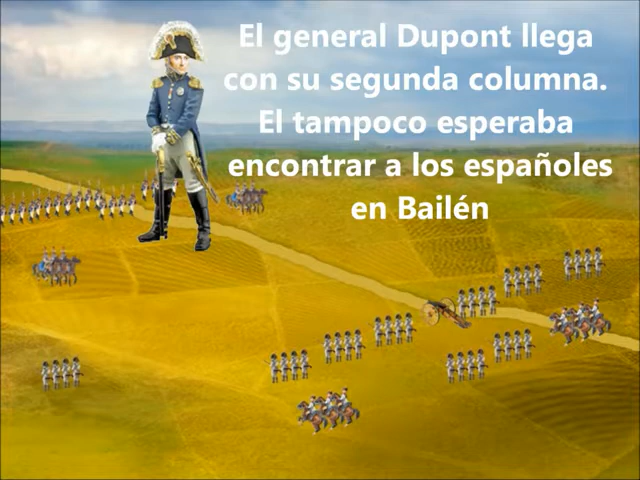 El general Dupont llega
con su segunda columna.
El tampoco esperaba
encontrar a los españoles
en Bailén